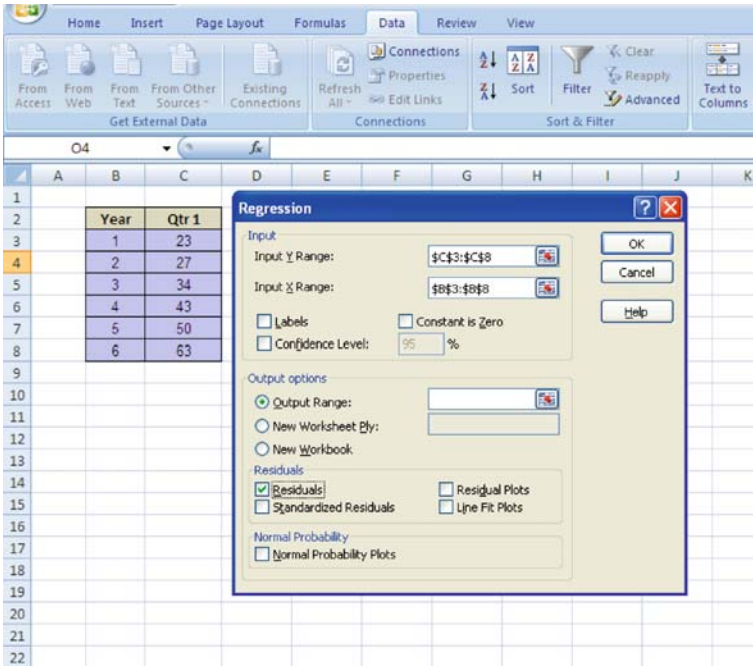 Home Insert Page Layout Formulas Data Review View
From Access
From Web
From Text
From Other Sources
Existing Connections
Refresh All
Connections
Properties
Edit Links
Sort
Filter
Clear
Reapply
Advanced
Text to Columns
Get External Data
Connections
Sort & Filter
O4
fx
A B C D E F G H I J K
1
2 Year Qtr 1
3 1 23
4 2 27
5 3 34
6 4 43
7 5 50
8 6 63
9
10
11
12
13
14
15
16
17
18
19
20
21
22
Regression
Input
Input Y Range: $C$3:$C$8
Input X Range: $B$3:$B$8
Labels Constant is Zero
Confidence Level: 95 %
OK
Cancel
Help
Output options
Output Range:
New Worksheet Ply:
New Workbook
Residuals
Residuals Residual Plots
Standardized Residuals Line Fit Plots
Normal Probability
Normal Probability Plots